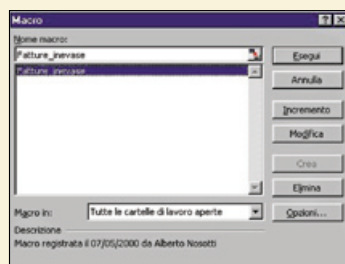 Macro
Nome macro:
Fatture_inevase
Fatture_inevase
Esegui
Annulla
Incremento
Modifica
Crea
Elimina
Opzioni...
Macro in:
Tutte le cartelle di lavoro aperte
Descrizione
Macro registrata il 07/05/2000 da Alberto Nosotti